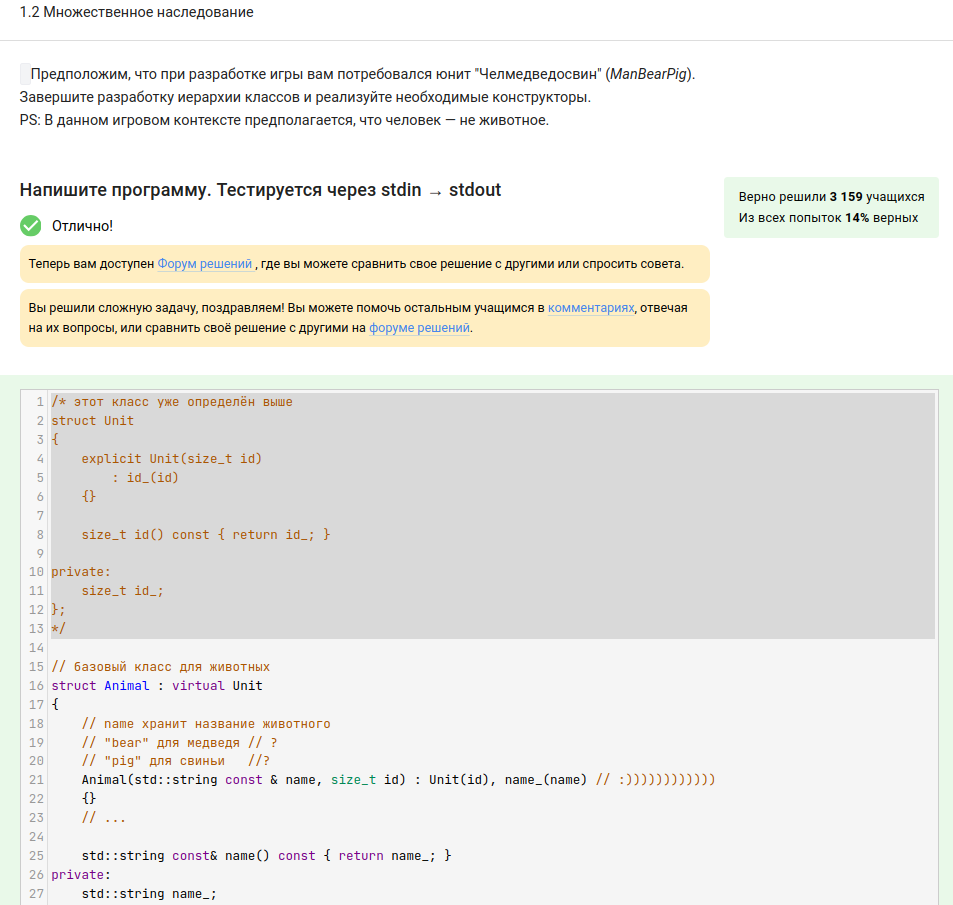 1.2 Множественное наследование
Предположим, что при разработке игры вам потребовался юнит "Челмедведосвин" (ManBearPig).
Завершите разработку иерархии классов и реализуйте необходимые конструкторы.
PS: В данном игровом контексте предполагается, что человек — не животное.
Напишите программу. Тестируется через stdin → stdout
Верно решили 3 159 учащихся
Из всех попыток 14% верных
Отлично!
Теперь вам доступен Форум решений , где вы можете сравнить свое решение с другими или спросить совета.
Вы решили сложную задачу, поздравляем! Вы можете помочь остальным учащимся в комментариях, отвечая
на их вопросы, или сравнить своё решение с другими на форуме решений.
1 /* этот класс уже определён выше
2 struct Unit
3 {
4     explicit Unit(size_t id)
5         : id_(id)
6     {}
7
8     size_t id() const { return id_; }
9
10 private:
11     size_t id_;
12 };
13 */
14
15 // базовый класс для животных
16 struct Animal : virtual Unit
17 {
18     // name хранит название животного
19     // "bear" для медведя // ?
20     // "pig" для свиньи   //?
21     Animal(std::string const & name, size_t id) : Unit(id), name_(name) // :))))))))))))
22     {}
23     // ...
24
25     std::string const& name() const { return name_; }
26 private:
27     std::string name_;